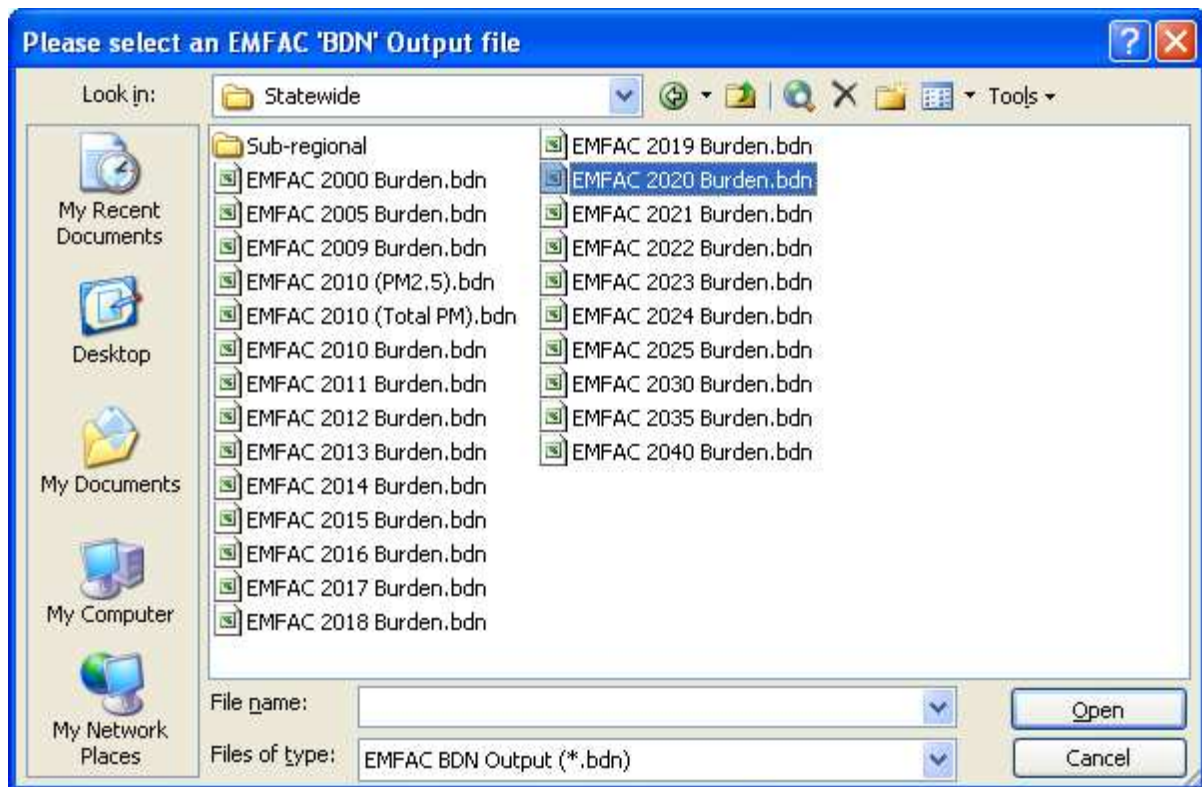 Please select an EMFAC 'BDN' Output file
Look in:
Statewide
Tools
My Recent
Documents
Desktop
My Documents
My Computer
My Network
Places
Sub-regional
EMFAC 2000 Burden.bdn
EMFAC 2005 Burden.bdn
EMFAC 2009 Burden.bdn
EMFAC 2010 (PM2.5).bdn
EMFAC 2010 (Total PM).bdn
EMFAC 2010 Burden.bdn
EMFAC 2011 Burden.bdn
EMFAC 2012 Burden.bdn
EMFAC 2013 Burden.bdn
EMFAC 2014 Burden.bdn
EMFAC 2015 Burden.bdn
EMFAC 2016 Burden.bdn
EMFAC 2017 Burden.bdn
EMFAC 2018 Burden.bdn
EMFAC 2019 Burden.bdn
EMFAC 2020 Burden.bdn
EMFAC 2021 Burden.bdn
EMFAC 2022 Burden.bdn
EMFAC 2023 Burden.bdn
EMFAC 2024 Burden.bdn
EMFAC 2025 Burden.bdn
EMFAC 2030 Burden.bdn
EMFAC 2035 Burden.bdn
EMFAC 2040 Burden.bdn
File name:
Open
Files of type:
EMFAC BDN Output (*.bdn)
Cancel